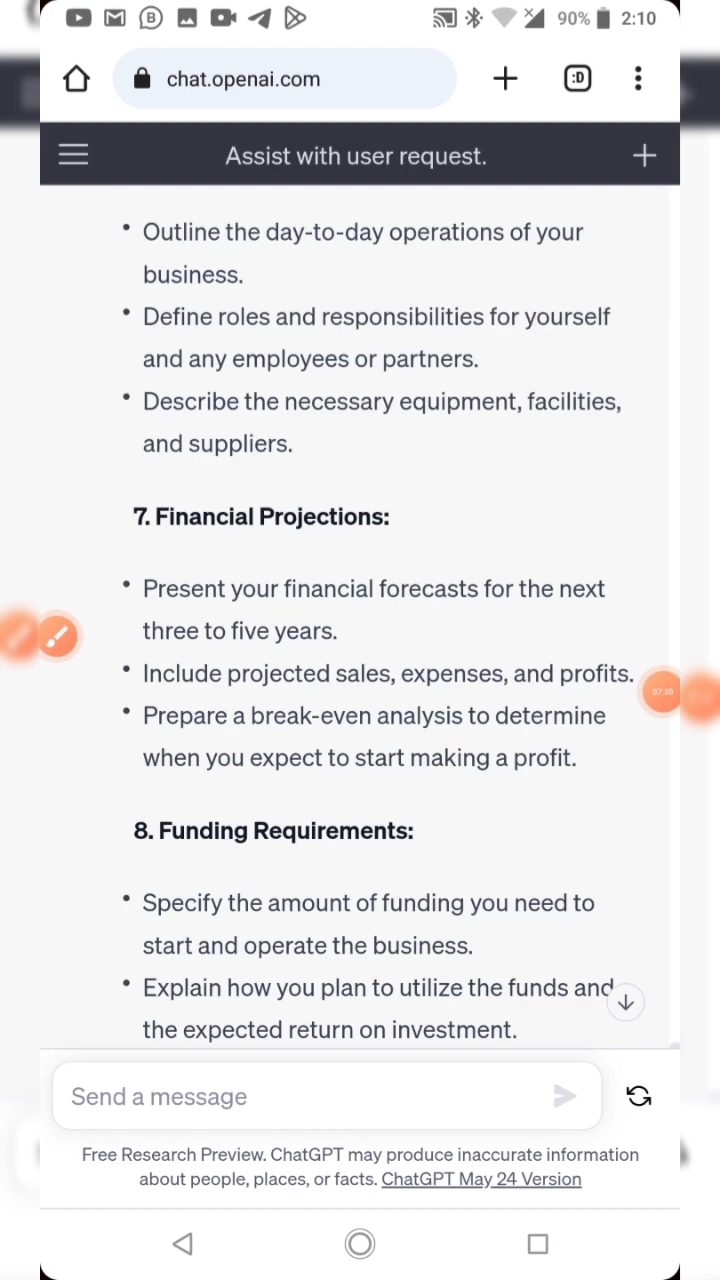 90% 2:10
chat.openai.com
:D
Assist with user request.
• Outline the day-to-day operations of your
business.
• Define roles and responsibilities for yourself
and any employees or partners.
• Describe the necessary equipment, facilities,
and suppliers.
7. Financial Projections:
• Present your financial forecasts for the next
three to five years.
• Include projected sales, expenses, and profits.
07:50
• Prepare a break-even analysis to determine
when you expect to start making a profit.
8. Funding Requirements:
• Specify the amount of funding you need to
start and operate the business.
• Explain how you plan to utilize the funds and
the expected return on investment.
Send a message
Free Research Preview. ChatGPT may produce inaccurate information
about people, places, or facts. ChatGPT May 24 Version